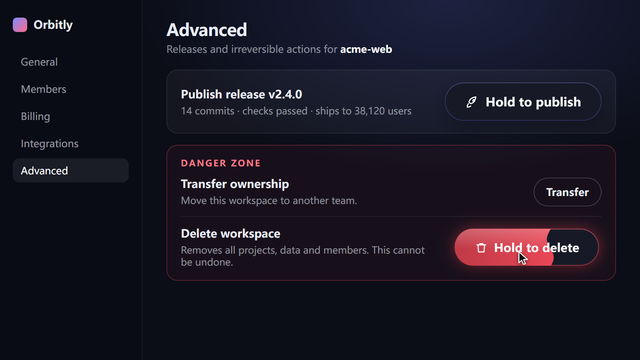 Orbitly
General
Members
Billing
Integrations
Advanced
Advanced
Releases and irreversible actions for acme-web
Publish release v2.4.0
14 commits · checks passed · ships to 38,120 users
Hold to publish
DANGER ZONE
Transfer ownership
Move this workspace to another team.
Transfer
Delete workspace
Removes all projects, data and members. This cannot
be undone.
Hold to delete